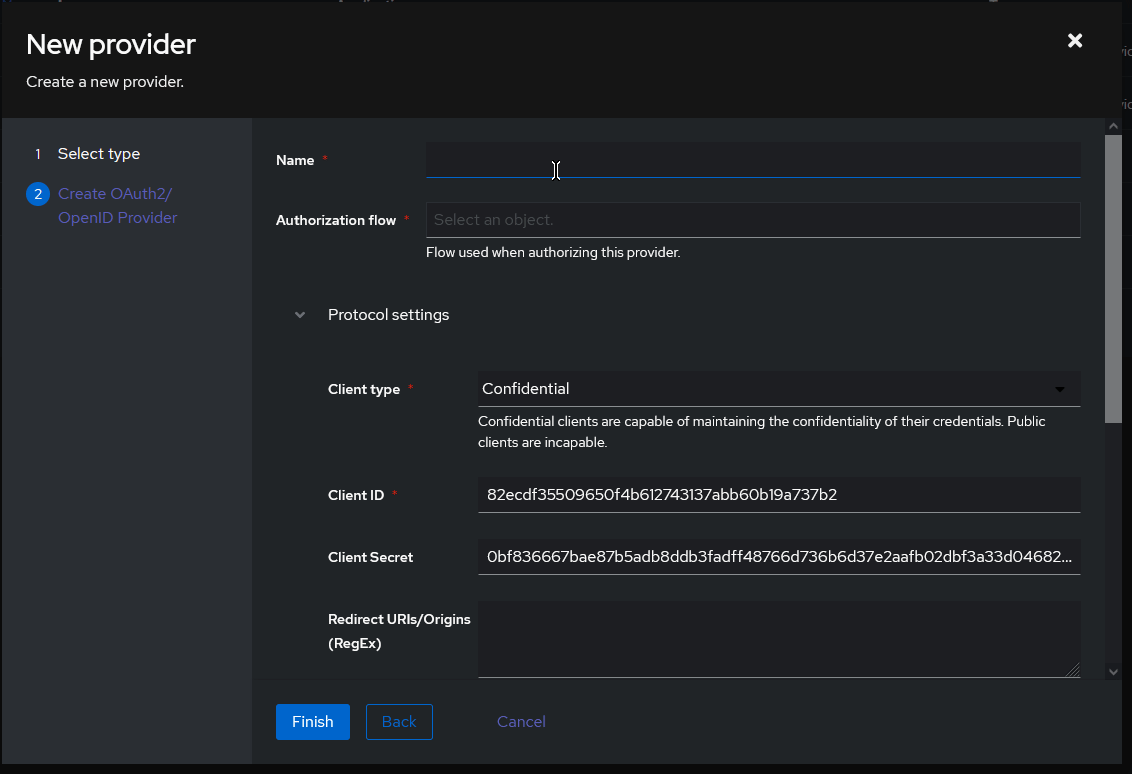 New provider
Create a new provider.
1 Select type
2 Create OAuth2/
OpenID Provider
Name *
Authorization flow *
Select an object.
Flow used when authorizing this provider.
Protocol settings
Client type *
Confidential
Confidential clients are capable of maintaining the confidentiality of their credentials. Public
clients are incapable.
Client ID *
82ecdf35509650f4b612743137abb60b19a737b2
Client Secret
0bf836667bae87b5adb8ddb3fadff48766d736b6d37e2aafb02dbf3a33d04682...
Redirect URIs/Origins
(RegEx)
Finish
Back
Cancel